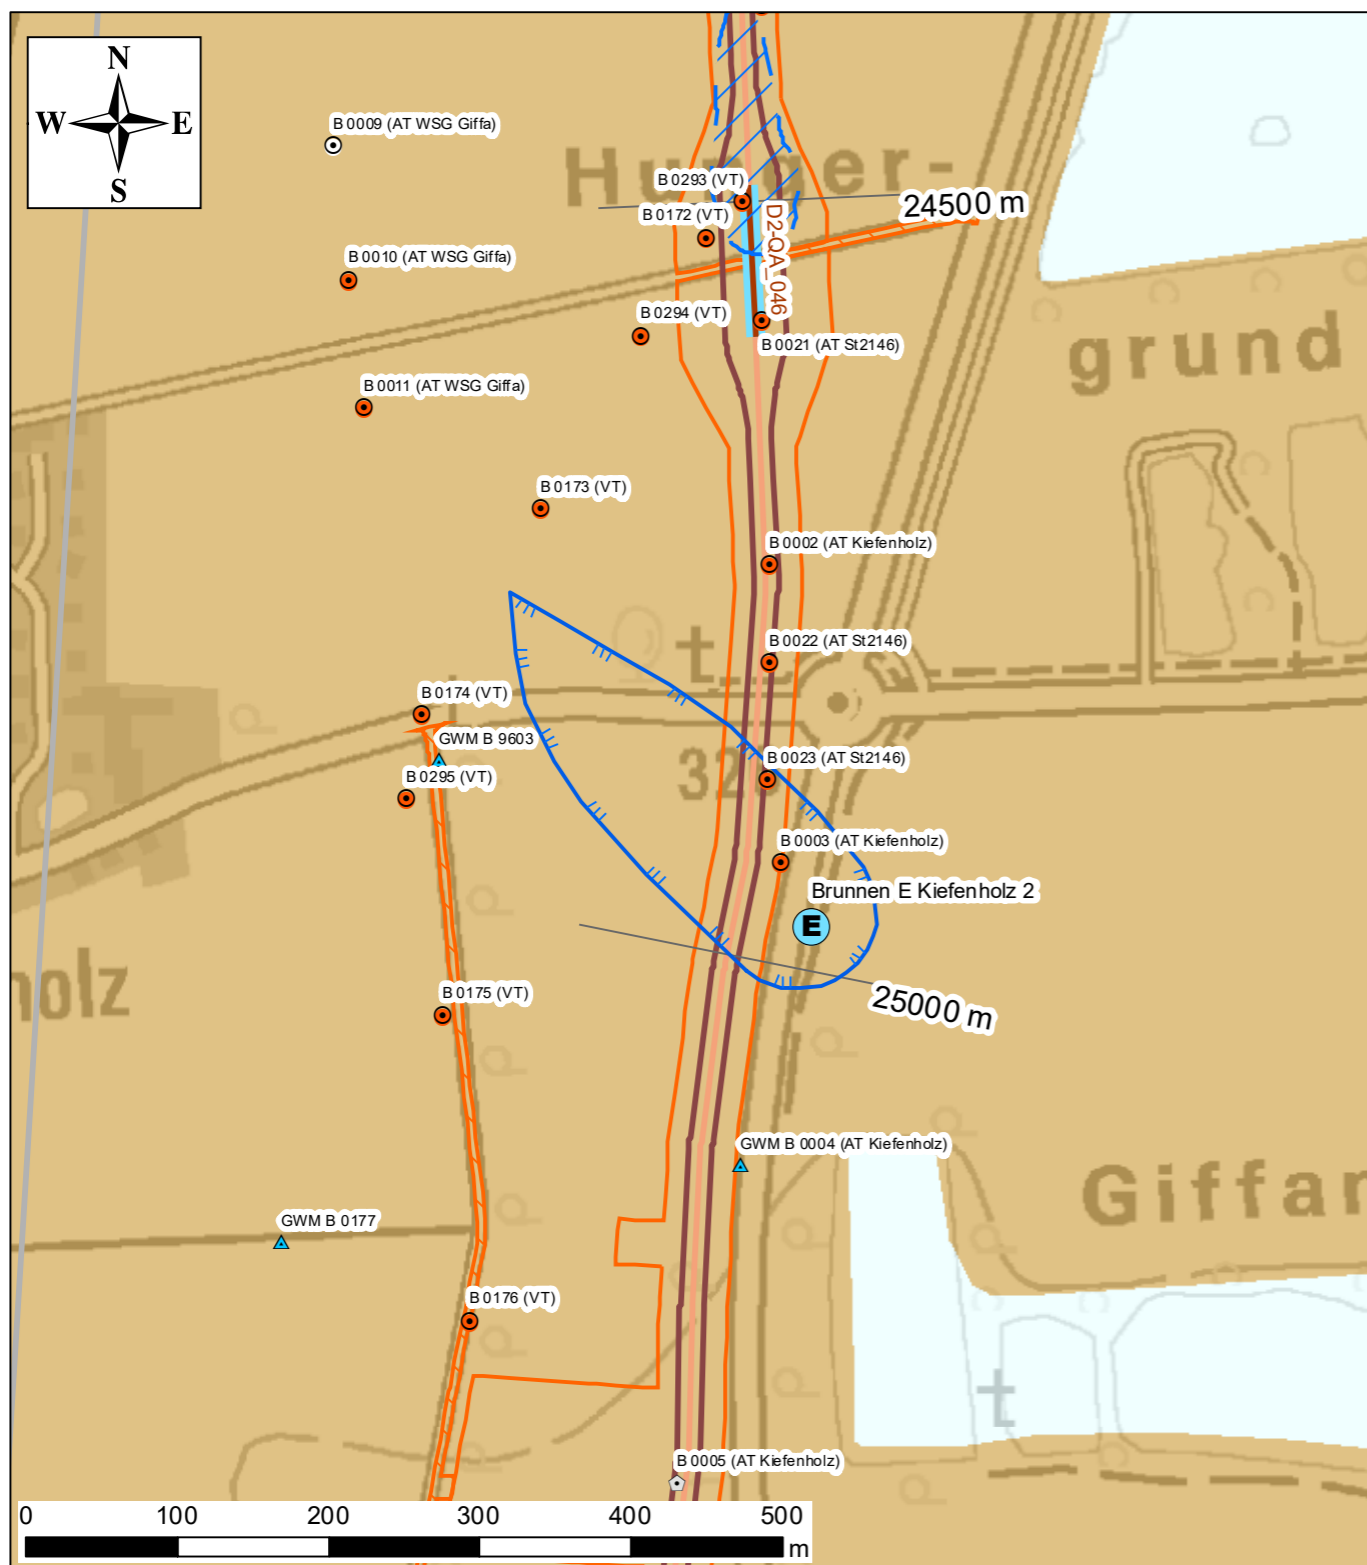 N
W E
S
B 0009 (AT WSG Giffa)
Hunger-
B 0293 (VT)
24500 m
B 0172 (VT)
D2-QA_046
B 0010 (AT WSG Giffa)
B 0294 (VT)
B 0021 (AT St2146)
grund
B 0011 (AT WSG Giffa)
B 0173 (VT)
B 0002 (AT Kiefenholz)
B 0022 (AT St2146)
t
B 0174 (VT)
GWM B 9603
B 0023 (AT St2146)
B 0295 (VT)
B 0003 (AT Kiefenholz)
Brunnen E Kiefenholz 2
E
holz
B 0175 (VT)
25000 m
GWM B 0004 (AT Kiefenholz)
Giffar
GWM B 0177
B 0176 (VT)
t
B 0005 (AT Kiefenholz)
0 100 200 300 400 500
m